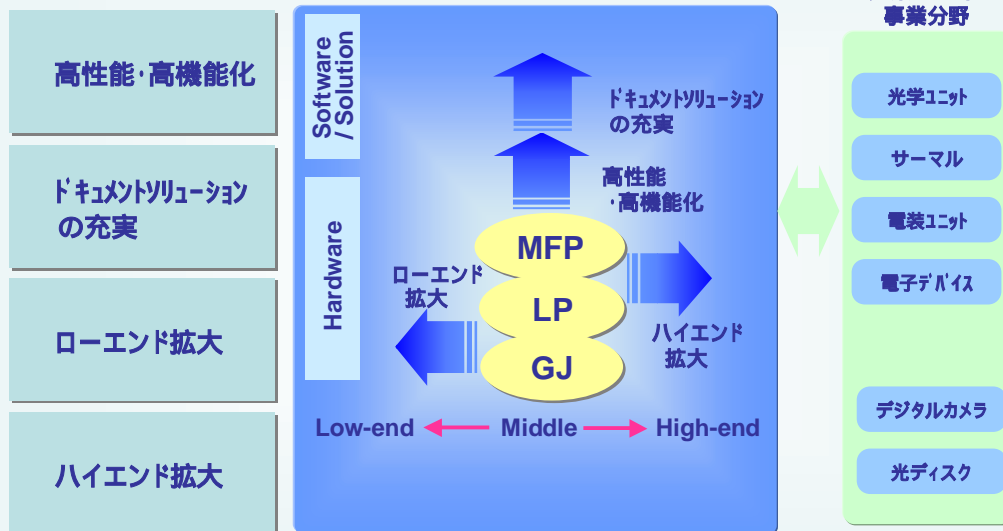 高性能・高機能化
ﾄﾞｷｭﾒﾝﾄｿﾘｭｰｼｮﾝ
の充実
ローエンド拡大
ハイエンド拡大
Software
/ Solution
Hardware
ﾄﾞｷｭﾒﾝﾄｿﾘｭｰｼｮﾝ
の充実
高性能
・高機能化
MFP
LP
GJ
ローエンド
拡大
ハイエンド
拡大
Low-end
Middle
High-end
事業分野
光学ﾕﾆｯﾄ
サーマル
電装ﾕﾆｯﾄ
電子ﾃﾞﾊﾞｲｽ
デジタルカメラ
光ディスク